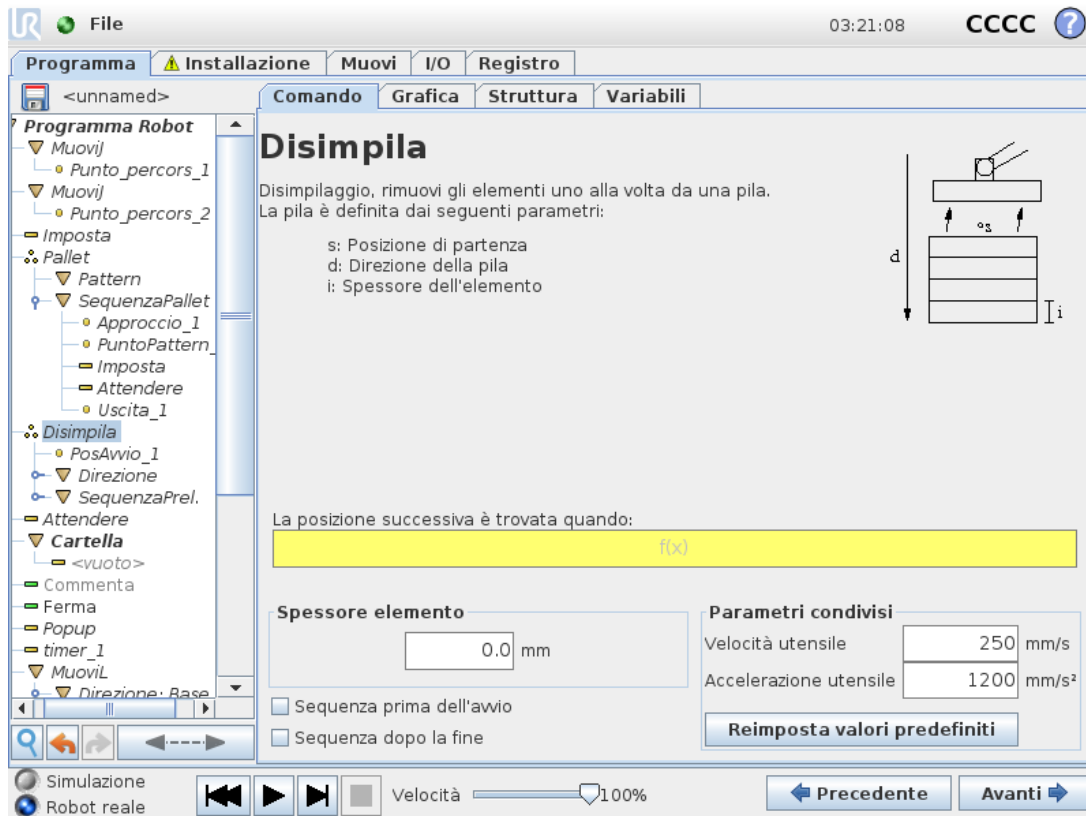 File
03:21:08
CCCC
?
Programma
Installazione
Muovi
I/O
Registro
<unnamed>
Comando
Grafica
Struttura
Variabili
Programma Robot
MuoviJ
Punto_percors_1
MuoviJ
Punto_percors_2
Imposta
Pallet
Pattern
SequenzaPallet
Approccio_1
PuntoPattern_
Imposta
Attendere
Uscita_1
Disimpila
PosAvvio_1
Direzione
SequenzaPrel.
Attendere
Cartella
<vuoto>
Commenta
Ferma
Popup
timer_1
MuoviL
Direzione: Base
Disimpila
Disimpilaggio, rimuovi gli elementi uno alla volta da una pila.
La pila è definita dai seguenti parametri:
s: Posizione di partenza
d: Direzione della pila
i: Spessore dell'elemento
s
d
i
La posizione successiva è trovata quando:
f(x)
Spessore elemento
0.0 mm
Sequenza prima dell'avvio
Sequenza dopo la fine
Parametri condivisi
Velocità utensile 250 mm/s
Accelerazione utensile 1200 mm/s²
Reimposta valori predefiniti
Simulazione
Robot reale
Velocità 100%
Precedente
Avanti